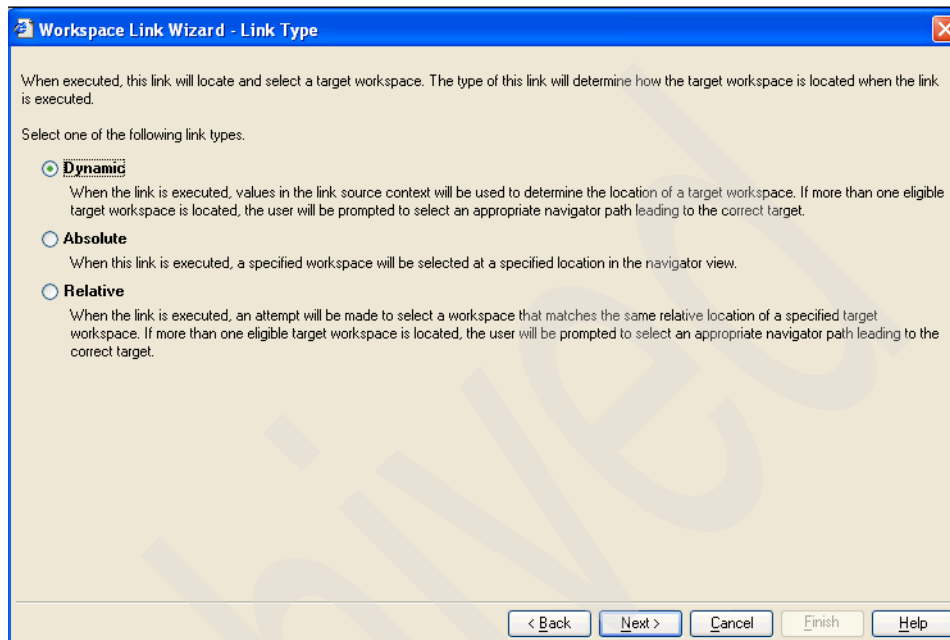 Workspace Link Wizard - Link Type
When executed, this link will locate and select a target workspace. The type of this link will determine how the target workspace is located when the link
is executed.
Select one of the following link types.
Dynamic
When the link is executed, values in the link source context will be used to determine the location of a target workspace. If more than one eligible
target workspace is located, the user will be prompted to select an appropriate navigator path leading to the correct target.
Absolute
When this link is executed, a specified workspace will be selected at a specified location in the navigator view.
Relative
When the link is executed, an attempt will be made to select a workspace that matches the same relative location of a specified target
workspace. If more than one eligible target workspace is located, the user will be prompted to select an appropriate navigator path leading to the
correct target.
< Back Next > Cancel Finish Help
hived